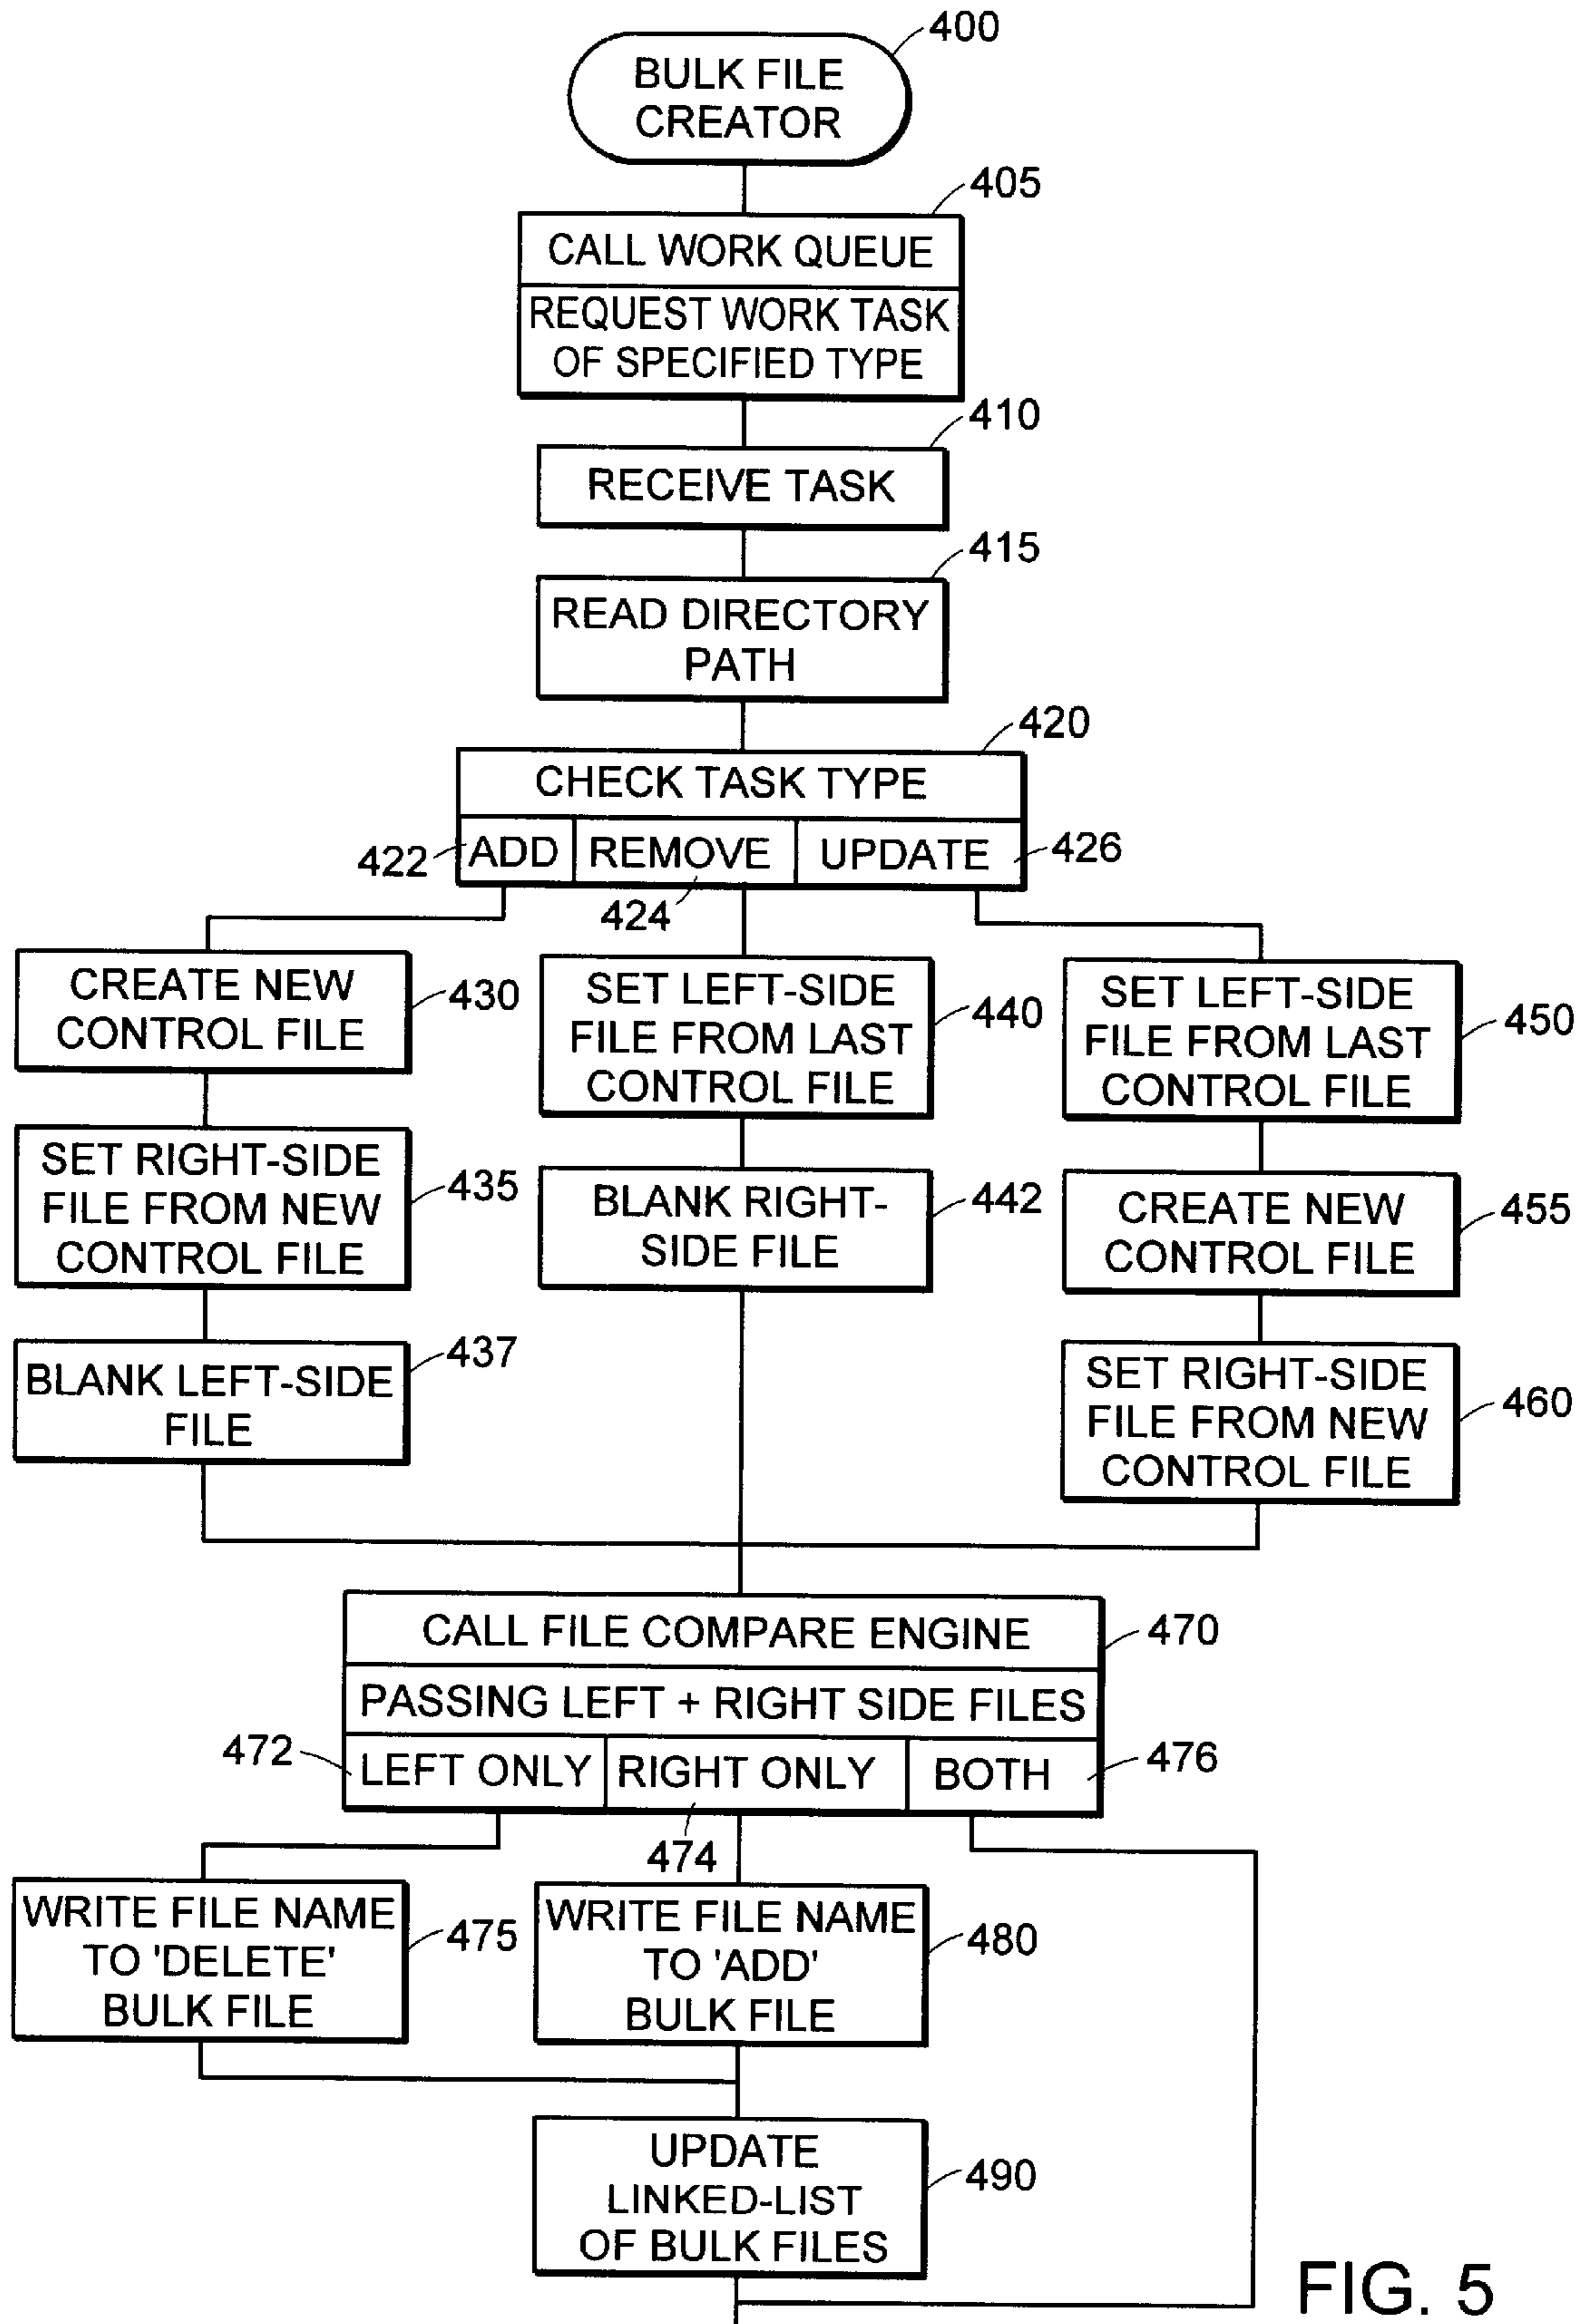 400
BULK FILE
CREATOR
405
CALL WORK QUEUE
REQUEST WORK TASK
OF SPECIFIED TYPE
410
RECEIVE TASK
415
READ DIRECTORY
PATH
420
CHECK TASK TYPE
422
ADD
REMOVE
UPDATE
426
424
CREATE NEW
CONTROL FILE
430
SET RIGHT-SIDE
FILE FROM NEW
CONTROL FILE
435
BLANK LEFT-SIDE
FILE
437
SET LEFT-SIDE
FILE FROM LAST
CONTROL FILE
440
BLANK RIGHT-
SIDE FILE
442
SET LEFT-SIDE
FILE FROM LAST
CONTROL FILE
450
CREATE NEW
CONTROL FILE
455
SET RIGHT-SIDE
FILE FROM NEW
CONTROL FILE
460
CALL FILE COMPARE ENGINE
470
PASSING LEFT + RIGHT SIDE FILES
472
LEFT ONLY
RIGHT ONLY
BOTH
476
474
WRITE FILE NAME
TO 'DELETE'
BULK FILE
475
WRITE FILE NAME
TO 'ADD'
BULK FILE
480
UPDATE
LINKED-LIST
OF BULK FILES
490
FIG. 5